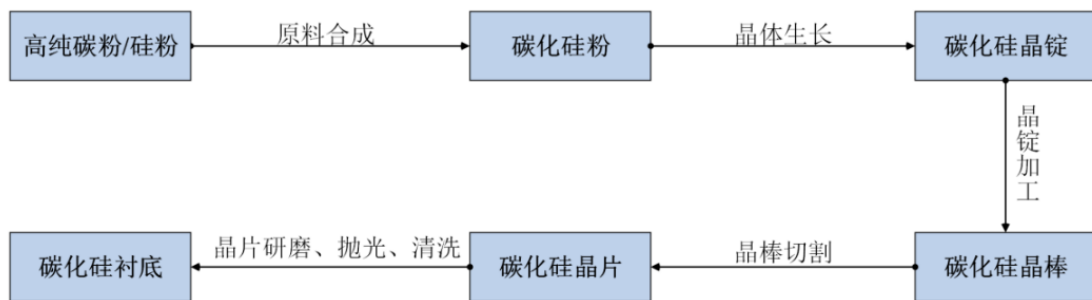 高纯碳粉/硅粉
原料合成
碳化硅粉
晶体生长
碳化硅晶锭
晶锭加工
碳化硅晶棒
晶棒切割
碳化硅晶片
晶片研磨、抛光、清洗
碳化硅衬底